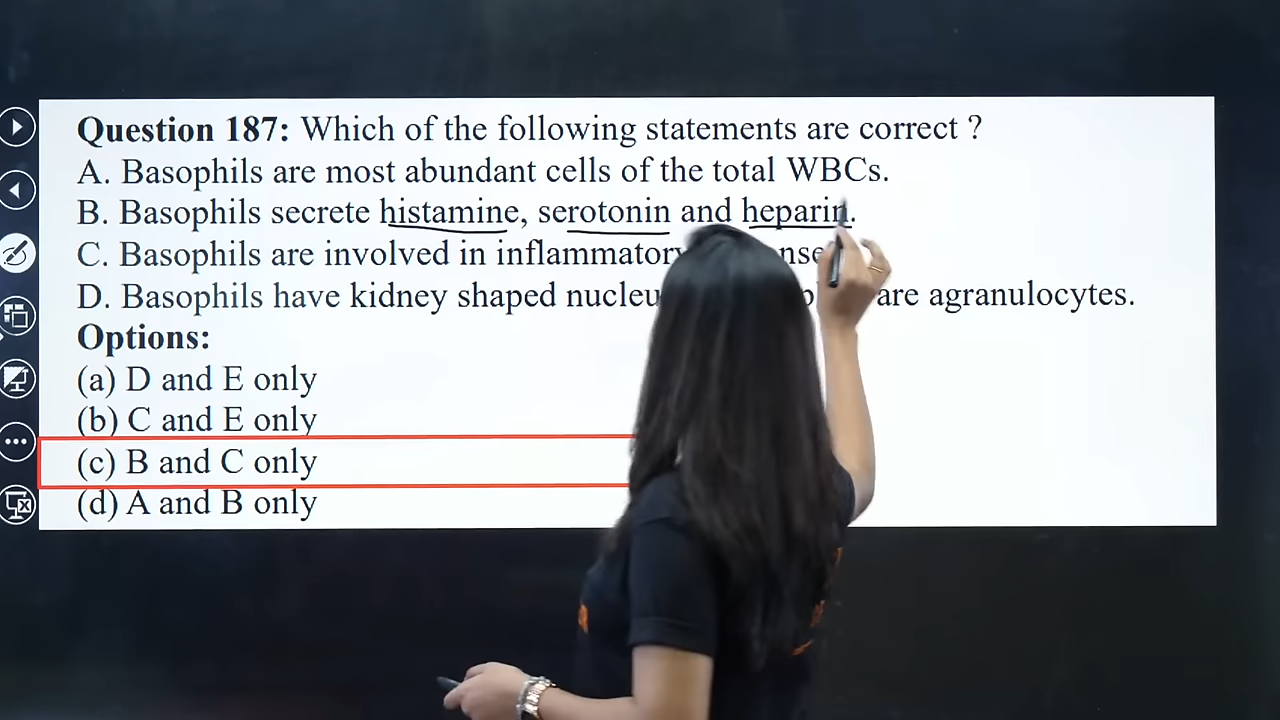 Question 187: Which of the following statements are correct ?
A. Basophils are most abundant cells of the total WBCs.
B. Basophils secrete histamine, serotonin and heparin.
C. Basophils are involved in inflammatory
D. Basophils have kidney shaped are agranulocytes.
Options:
(a) D and E only
(b) C and E only
(c) B and C only
(d) A and B only